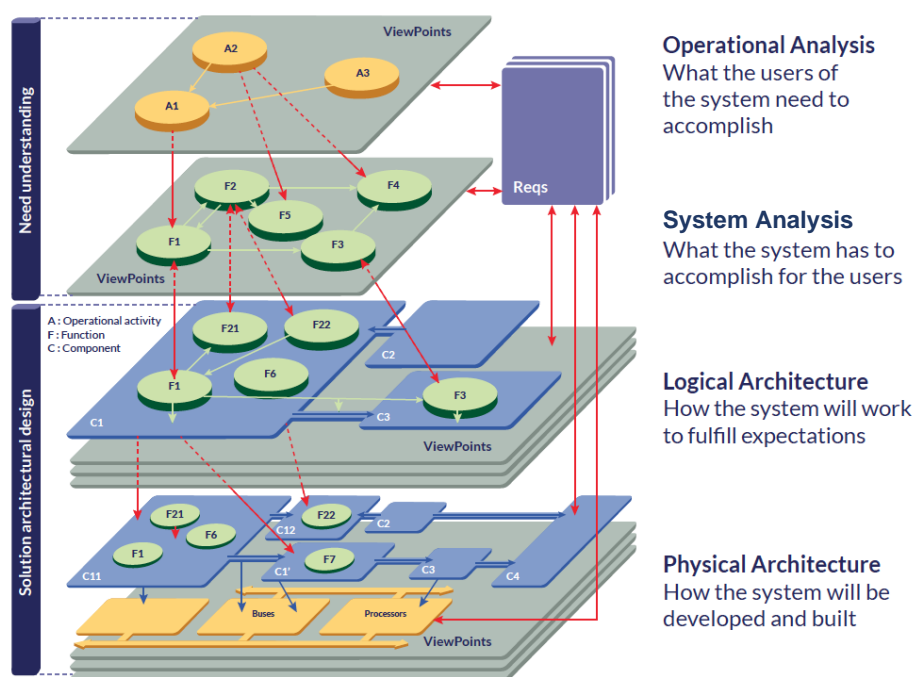 Need understanding
ViewPoints
A2
A3
A1
Reqs
Operational Analysis
What the users of
the system need to
accomplish
F2
F4
F5
F1
F3
ViewPoints
System Analysis
What the system has to
accomplish for the users
Solution architectural design
A : Operational activity
F : Function
C : Component
F21
F22
C2
F6
F1
F3
C1
C3
ViewPoints
Logical Architecture
How the system will work
to fulfill expectations
F21
F22
C2
C12
F6
F1
F7
C3
C4
C11
C1'
Buses
Processors
ViewPoints
Physical Architecture
How the system will be
developed and built